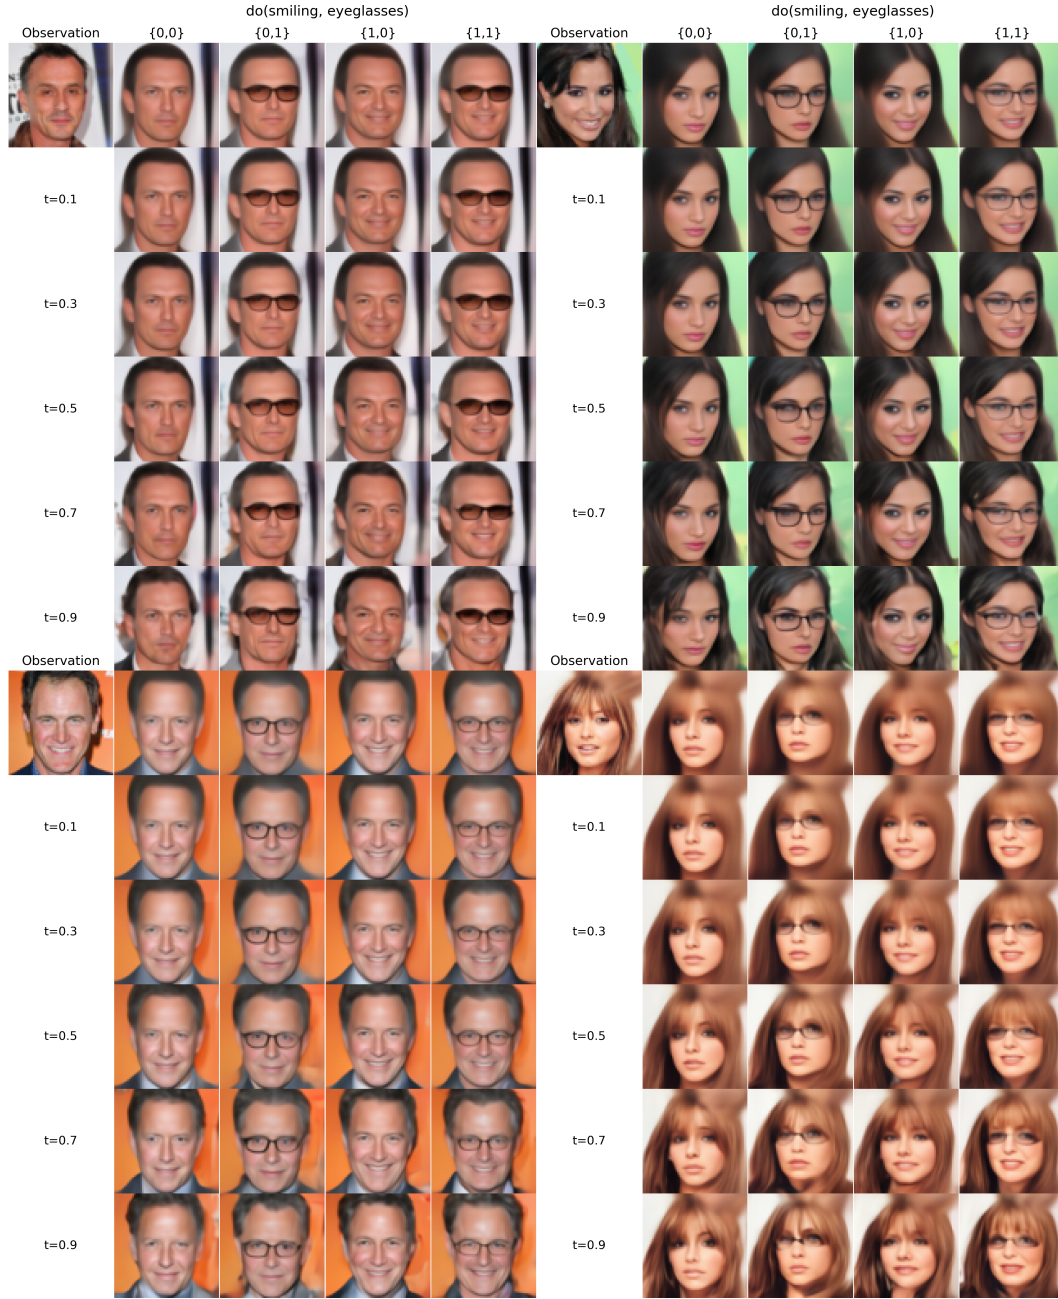 do(smiling, eyeglasses) do(smiling, eyeglasses)
Observation {0,0} {0,1} {1,0} {1,1} Observation {0,0} {0,1} {1,0} {1,1}
t=0.1 t=0.1
t=0.3 t=0.3
t=0.5 t=0.5
t=0.7 t=0.7
t=0.9 t=0.9
Observation Observation
t=0.1 t=0.1
t=0.3 t=0.3
t=0.5 t=0.5
t=0.7 t=0.7
t=0.9 t=0.9